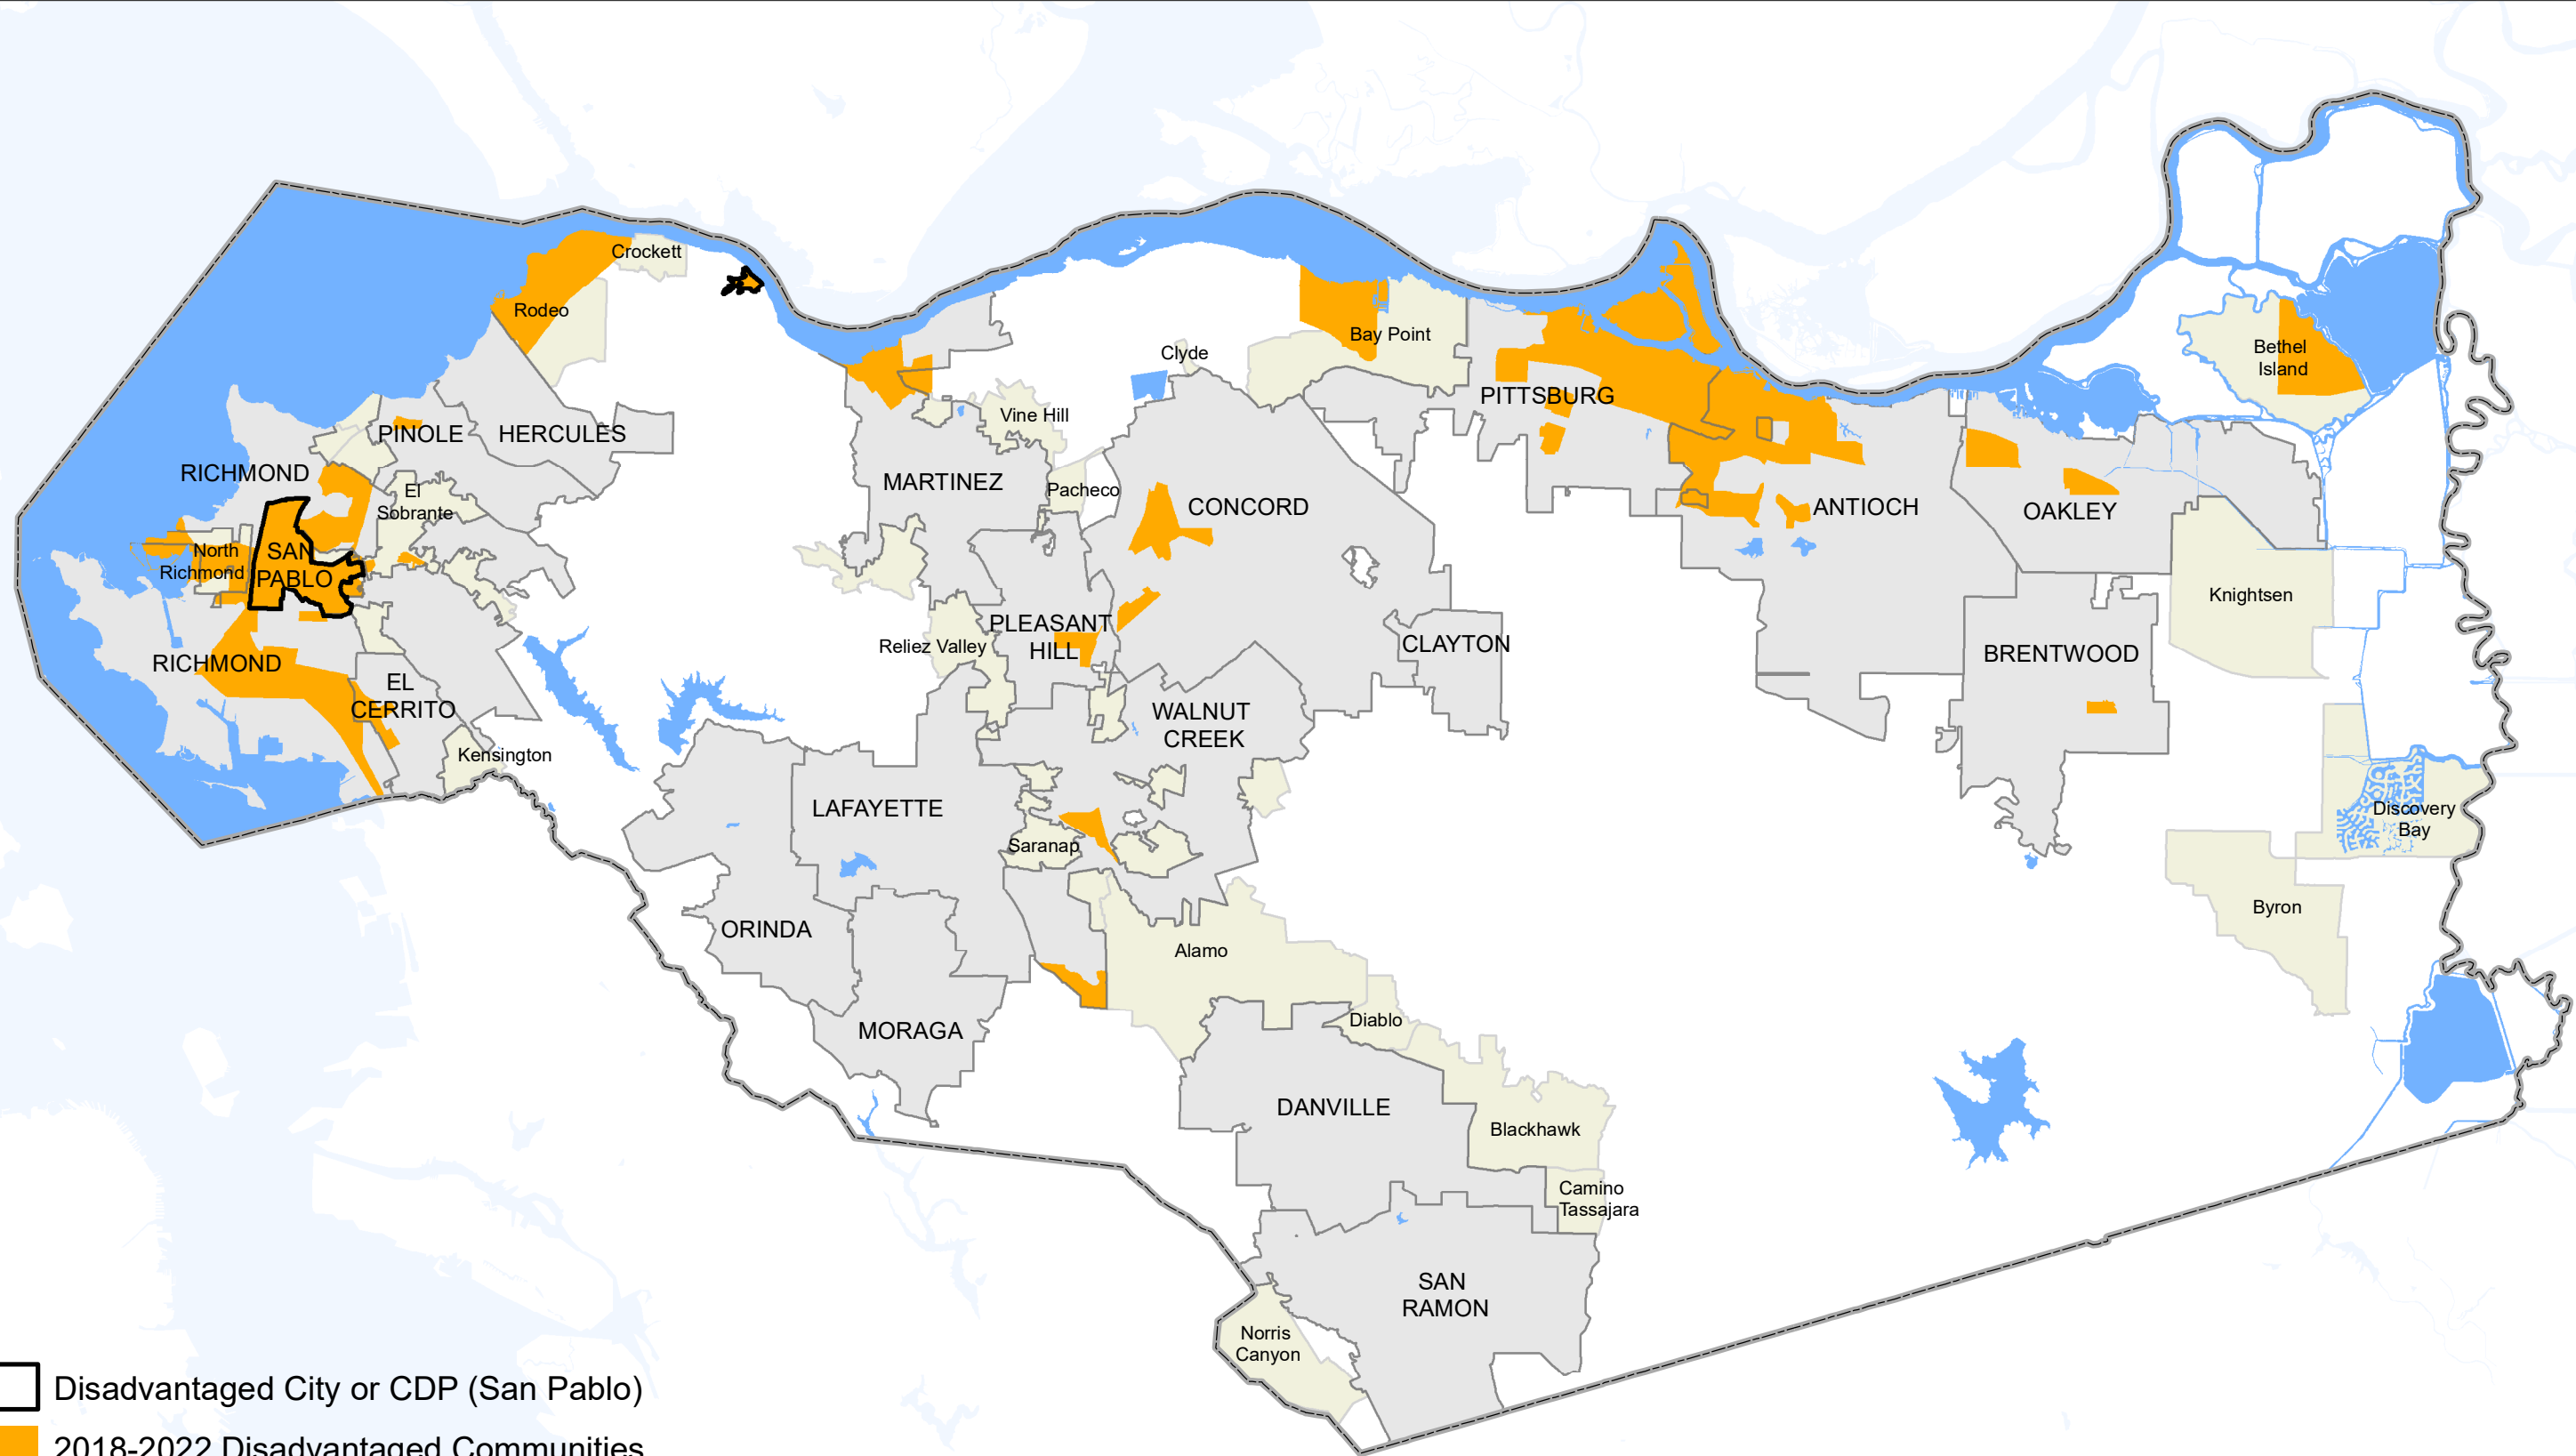 Crockett
Rodeo
Bay Point
Clyde
Bethel
Island
PITTSBURG
Vine Hill
PINOLE
HERCULES
RICHMOND
MARTINEZ
Pacheco
El
Sobrante
CONCORD
ANTIOCH
OAKLEY
North
Richmond
SAN
PABLO
Knightsen
PLEASANT
HILL
Reliez Valley
CLAYTON
BRENTWOOD
RICHMOND
EL
CERRITO
WALNUT
CREEK
Kensington
LAFAYETTE
Discovery
Bay
Saranap
Byron
ORINDA
Alamo
MORAGA
Diablo
DANVILLE
Blackhawk
Camino
Tassajara
SAN
RAMON
Norris
Canyon
Disadvantaged City or CDP (San Pablo)
2018-2022 Disadvantaged Communities